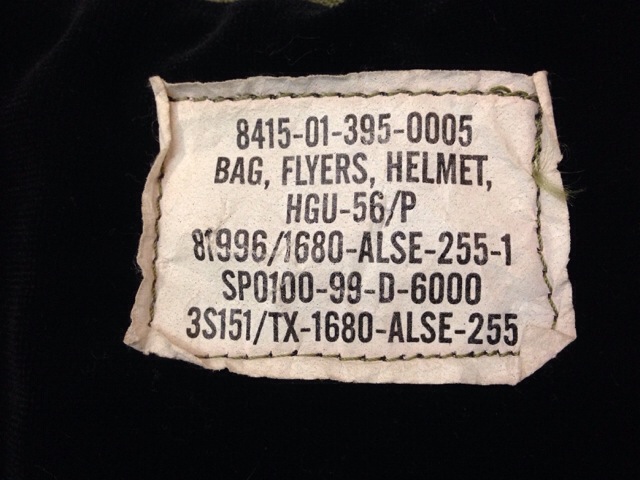 8415-01-395-0005
BAG, FLYERS, HELMET,
HGU-56/P
81996/1680-ALSE-255-1
SPO100-99-D-6000
3S151/TX-1680-ALSE-255